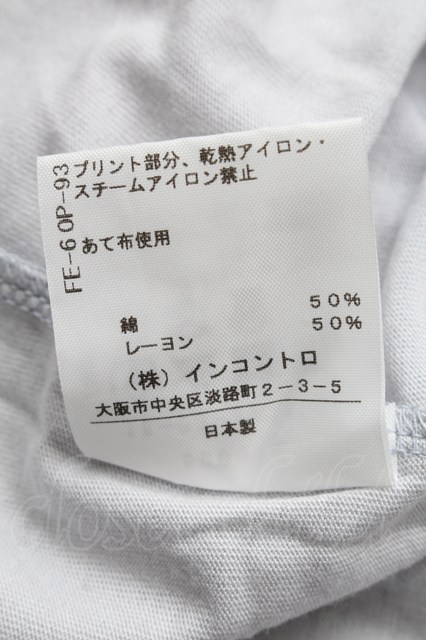 FE-6 OP-93
プリント部分、乾熱アイロン・
スチームアイロン禁止
あて布使用
綿 50%
レーヨン 50%
(株) インコントロ
大阪市中央区淡路町2-3-5
日本製